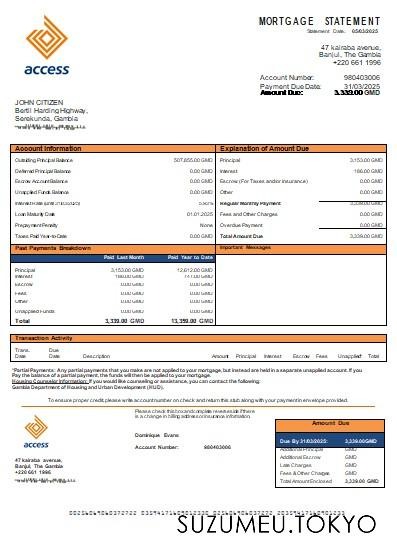 MORTGAGE STATEMENT
Statement Date: 05/03/2025
access
47 kairaba avenue,
Banjul, The Gambia
+220 661 1996
Account Number: 980403006
Payment Due Date: 31/03/2025
Amount Due: 3,339.00 GMD
JOHN CITIZEN
Bertil Harding Highway,
Serekunda, Gambia
Account Information
Outstanding Principal Balance 507,855.00 GMD
Deferred Principal Balance 0.00 GMD
Escrow Account Balance 0.00 GMD
Unapplied Funds Balance 0.00 GMD
Loan Maturity Date 01.01.2025
Prepayment Penalty None
Taxes Paid Year-to-Date 0.00 GMD
Explanation of Amount Due
Principal 3,153.00 GMD
Interest 186.00 GMD
Escrow (For Taxes and/or Insurance) 0.00 GMD
Other 0.00 GMD
Regular Monthly Payment 3,339.00 GMD
Fees and Other Charges 0.00 GMD
Overdue Payment 0.00 GMD
Total Amount Due 3,339.00 GMD
Past Payments Breakdown
Paid Last Month Paid Year to Date
Principal 3,153.00 GMD 12,612.00 GMD
Interest 186.00 GMD 747.00 GMD
Escrow 0.00 GMD 0.00 GMD
Fees 0.00 GMD 0.00 GMD
Other 0.00 GMD 0.00 GMD
Unapplied Funds 0.00 GMD 0.00 GMD
Total 3,339.00 GMD 13,359.00 GMD
Important Messages
Transaction Activity
Trans. Date Due Date Description Amount Principal Interest Escrow Fees Unapplied Total
*Partial Payments: Any partial payments that you make are not applied to your mortgage, but instead are held in a separate unapplied account. If you
Pay the balance of a partial payment, the funds will then be applied to your mortgage.
Housing Counselor Information: If you would like counseling or assistance, you can contact the following:
Gambia Department of Housing and Urban Development (HUD).
To ensure proper credit please write account number on check and return this stub along with your payment in the envelope provided.
access
47 kairaba avenue,
Banjul, The Gambia
+220 661 1996
Please check this box and complete reverse side if there
is a change in billing address or insurance information.
Dominique Evans
Account Number: 980403006
Amount Due
Due By 31/03/2025: 3,339.00GMD
Additional Principal GMD
Additional Escrow GMD
Late Charges GMD
Fees & Other Charges GMD
Total Amount Enclosed GMD
SUZUMEU.TOKYO